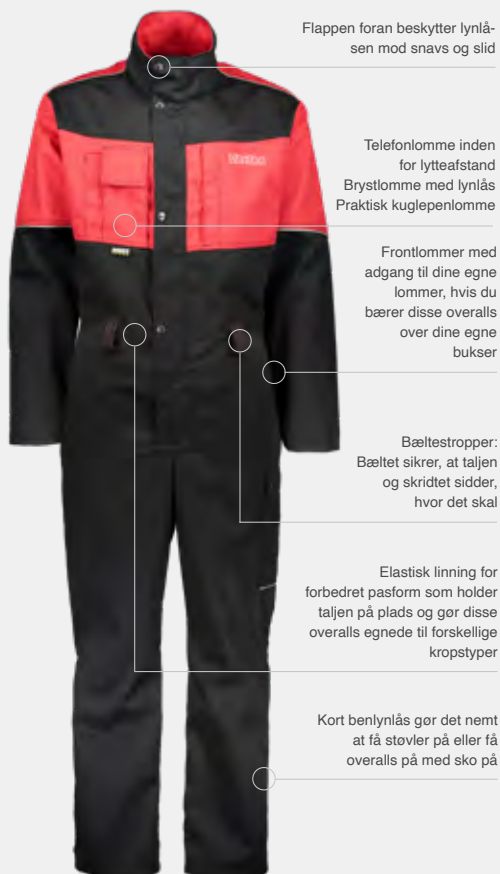 Flappen foran beskytter lynlå-
sen mod snavs og slid
Telefonlomme inden
for lytteafstand
Brystlomme med lynlås
Praktisk kuglepenlomme
Frontlommer med
adgang til dine egne
lommer, hvis du
bærer disse overalls
over dine egne
bukser
Bæltestropper:
Bæltet sikrer, at taljen
og skridtet sidder,
hvor det skal
Elastisk linning for
forbedret pasform som holder
taljen på plads og gør disse
overalls egnede til forskellige
kropstyper
Kort benlynlås gør det nemt
at få støvler på eller få
overalls på med sko på